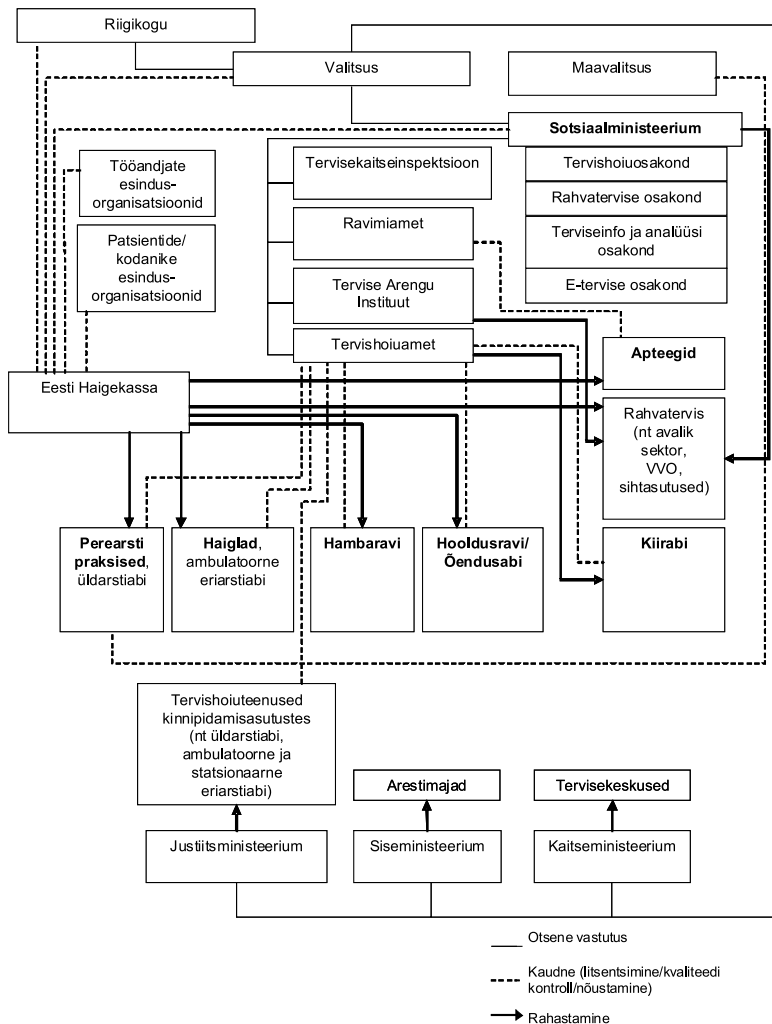 Riigikogu
Valitsus
Maavalitsus
Sotsiaalministeerium
Tervishoiuosakond
Rahvatervise osakond
Terviseinfo ja analüüsi
osakond
E-tervise osakond
Tööandjate
esindus-
organisatsioonid
Patsientide/
kodanike
esindus-
organisatsioonid
Tervisekaitseinspektsioon
Ravimiamet
Tervise Arengu
Instituut
Tervishoiuamet
Eesti Haigekassa
Apteegid
Rahvatervis
(nt avalik
sektor,
VVO,
sihtasutused)
Perearsti
praksised,
üldarstiabi
Haiglad,
ambulatoorne
eriarstiabi
Hambaravi
Hooldusravi/
Õendusabi
Kiirabi
Tervishoiuteenused
kinnipidamisasutustes
(nt üldarstiabi,
ambulatoorne ja
statsionaarne
eriarstiabi)
Arestimajad
Tervisekeskused
Justiitsministeerium
Siseministeerium
Kaitseministeerium
Otsene vastutus
Kaudne (litsentsimine/kvaliteedi
kontroll/nõustamine)
Rahastamine